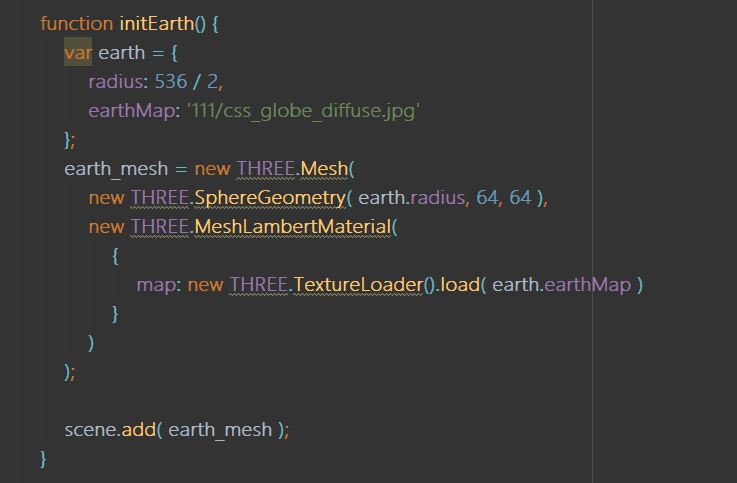 function initEarth() {
var earth = {
radius: 536 / 2,
earthMap: '111/css_globe_diffuse.jpg'
};
earth_mesh = new THREE.Mesh(
new THREE.SphereGeometry( earth.radius, 64, 64 ),
new THREE.MeshLambertMaterial(
{
map: new THREE.TextureLoader().load( earth.earthMap )
}
)
);
scene.add( earth_mesh );
}